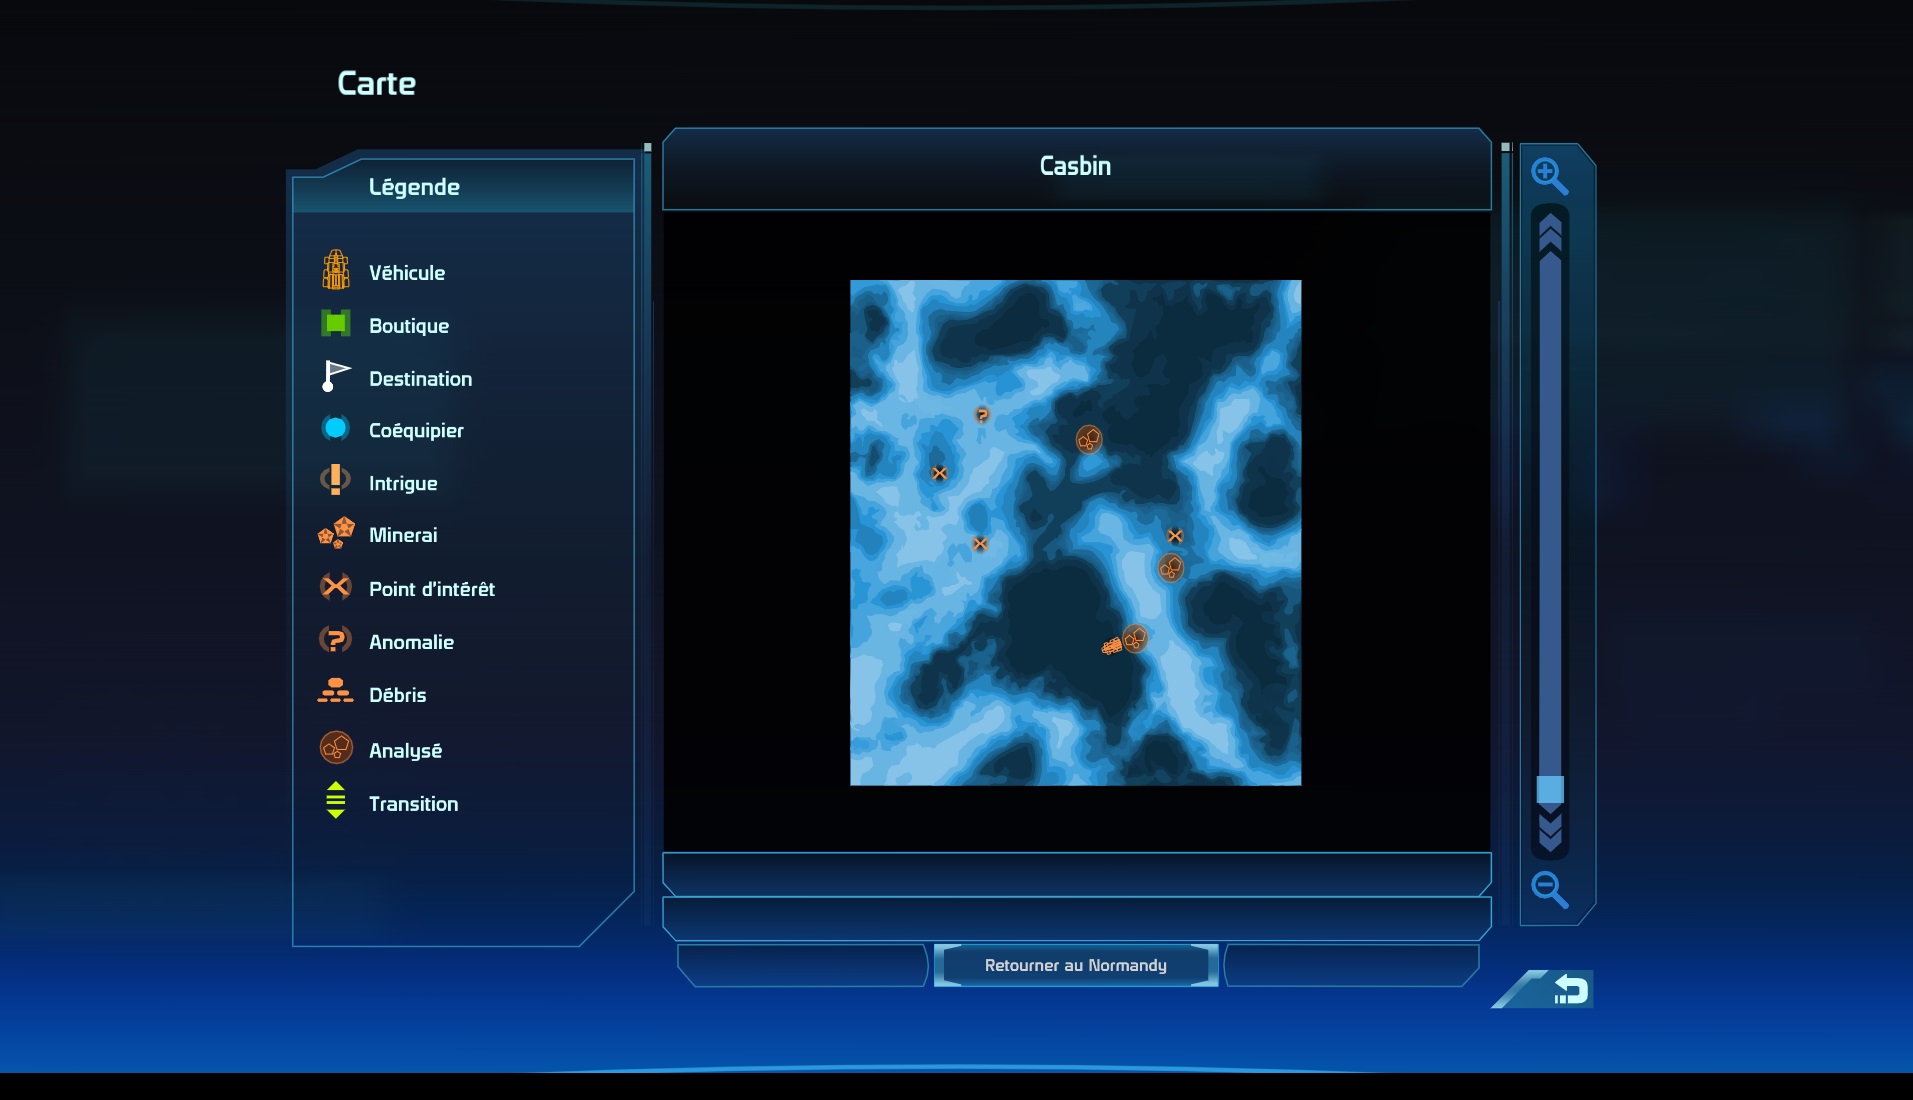 Carte
Légende
Véhicule
Boutique
Destination
Coéquipier
Intrigue
Minerai
Point d'intérêt
Anomalie
Débris
Analysé
Transition
Casbin
Retourner au Normandy